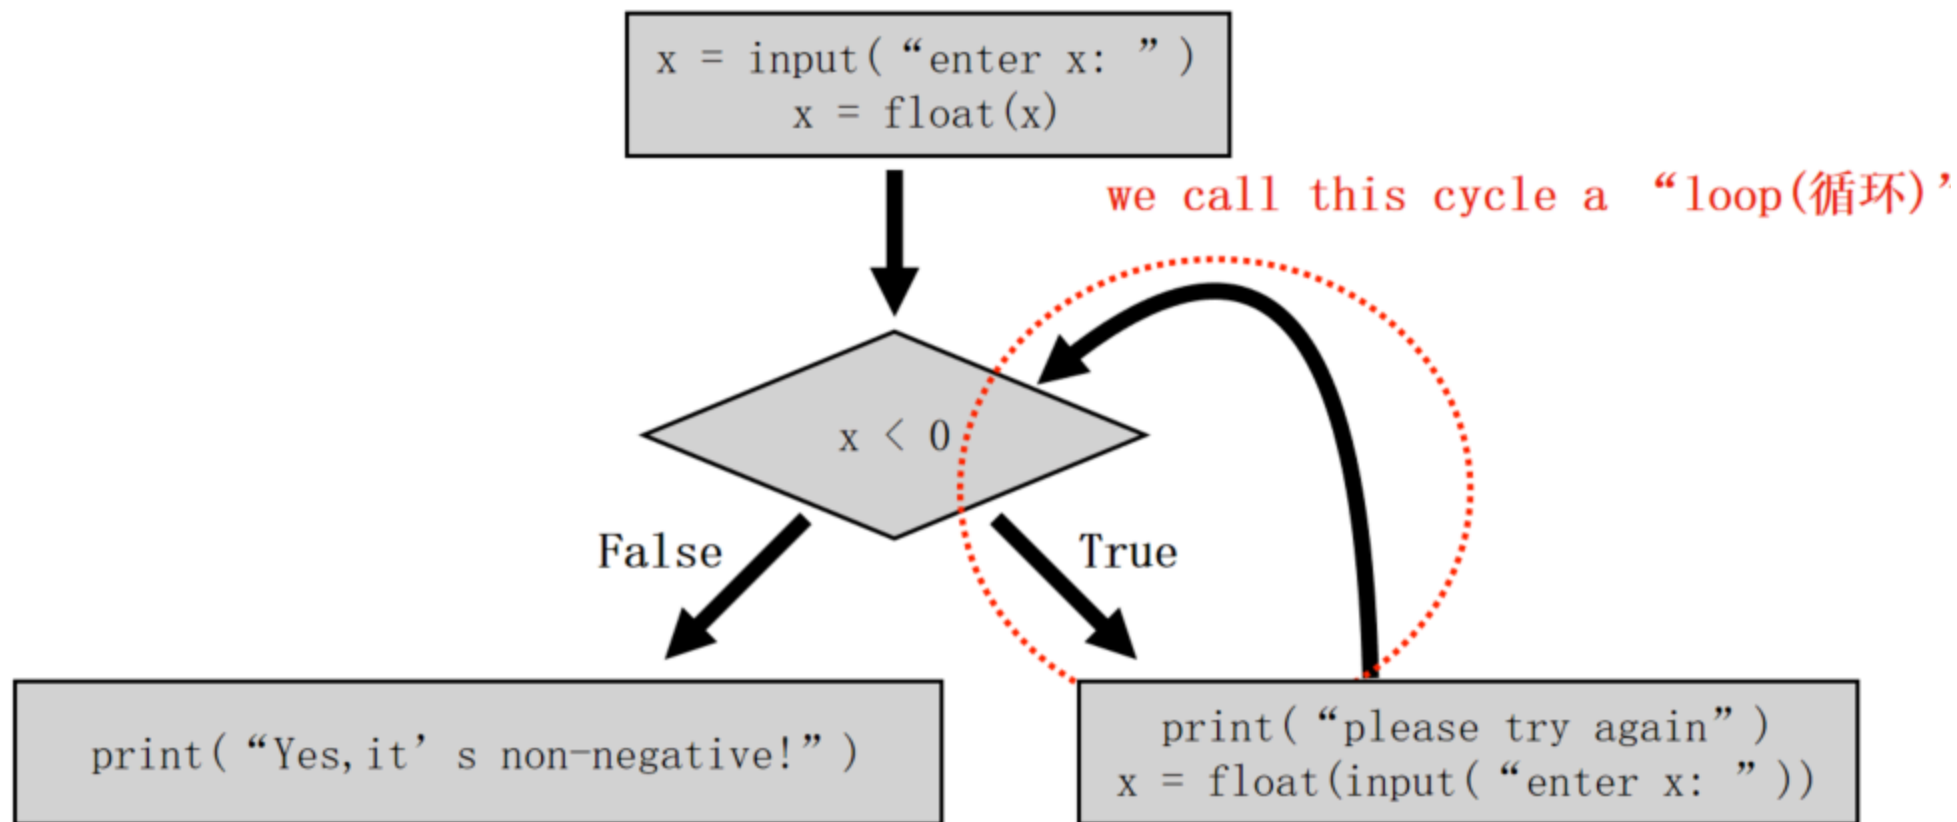 x = input(“enter x: ”)
x = float(x)
we call this cycle a “loop(循环)”
x < 0
False
True
print(“Yes,it’s non-negative!”)
print(“please try again”)
x = float(input(“enter x: ”))